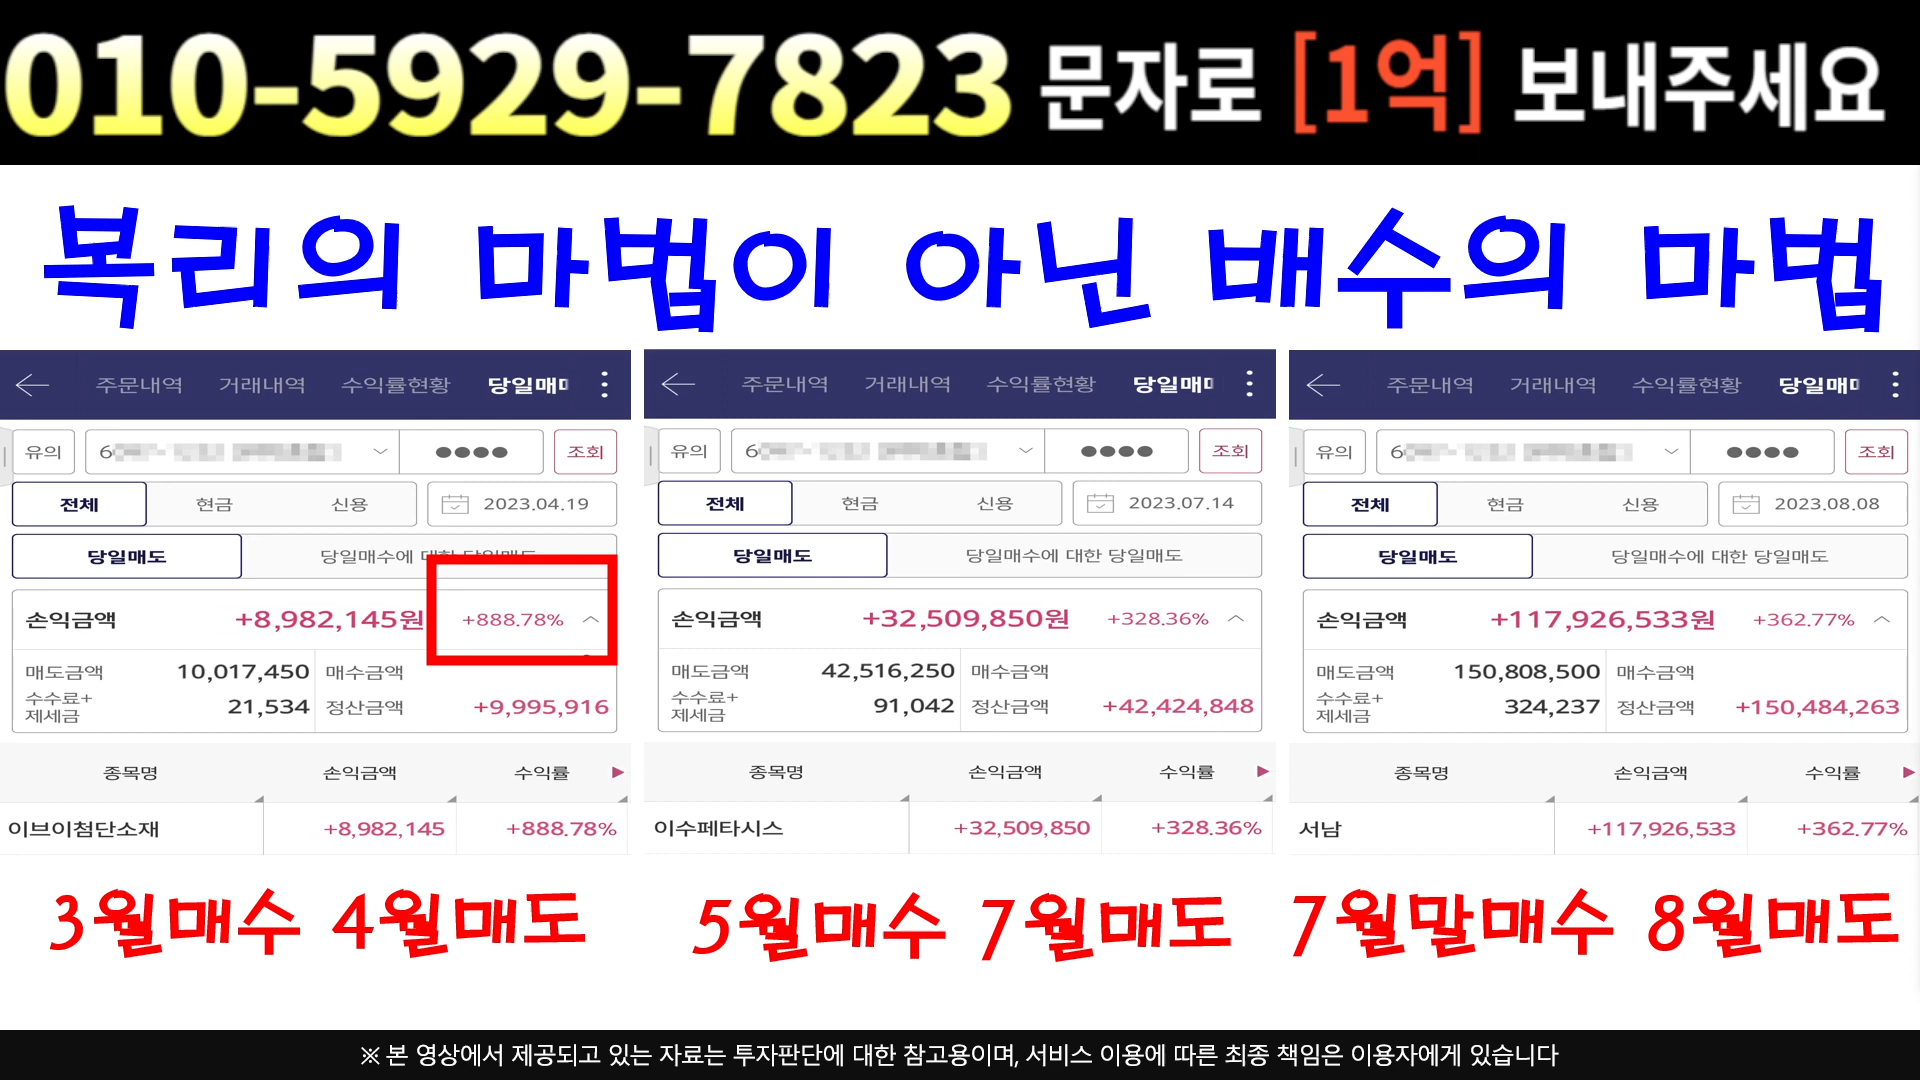 010-5929-7823 문자로 [1억] 보내주세요
복리의 마법이 아닌 배수의 마법
주문내역 거래내역 수익률현황 당일매매
유의 6 ●●●● 조회
전체 현금 신용 2023.04.19
당일매도 당일매수에 대한 당일매도
손익금액 +8,982,145원 +888.78%
매도금액 10,017,450 매수금액
수수료+
제세금 21,534 정산금액 +9,995,916
종목명 손익금액 수익률
이브이첨단소재 +8,982,145 +888.78%
3월매수 4월매도
주문내역 거래내역 수익률현황 당일매매
유의 6 ●●●● 조회
전체 현금 신용 2023.07.14
당일매도 당일매수에 대한 당일매도
손익금액 +32,509,850원 +328.36%
매도금액 42,516,250 매수금액
수수료+
제세금 91,042 정산금액 +42,424,848
종목명 손익금액 수익률
이수페타시스 +32,509,850 +328.36%
5월매수 7월매도
주문내역 거래내역 수익률현황 당일매매
유의 6 ●●●● 조회
전체 현금 신용 2023.08.08
당일매도 당일매수에 대한 당일매도
손익금액 +117,926,533원 +362.77%
매도금액 150,808,500 매수금액
수수료+
제세금 324,237 정산금액 +150,484,263
종목명 손익금액 수익률
서남 +117,926,533 +362.77%
7월말매수 8월매도
※ 본 영상에서 제공되고 있는 자료는 투자판단에 대한 참고용이며, 서비스 이용에 따른 최종 책임은 이용자에게 있습니다